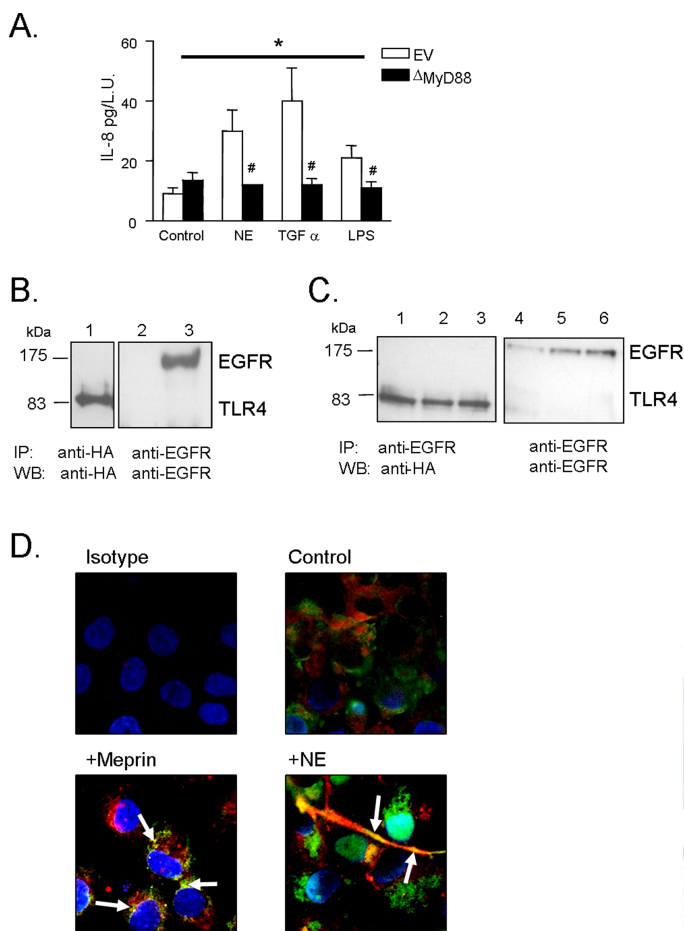 A.
60
*
EV
ΔMyD88
IL-8 pg/L.U.
40
20
# # #
0
Control NE TGF α LPS
B.
kDa 1 2 3
175 EGFR
83 TLR4
IP: anti-HA anti-EGFR
WB: anti-HA anti-EGFR
C.
kDa 1 2 3 4 5 6
175 EGFR
83 TLR4
IP: anti-EGFR anti-EGFR
WB: anti-HA anti-EGFR
D.
Isotype Control
+Meprin +NE